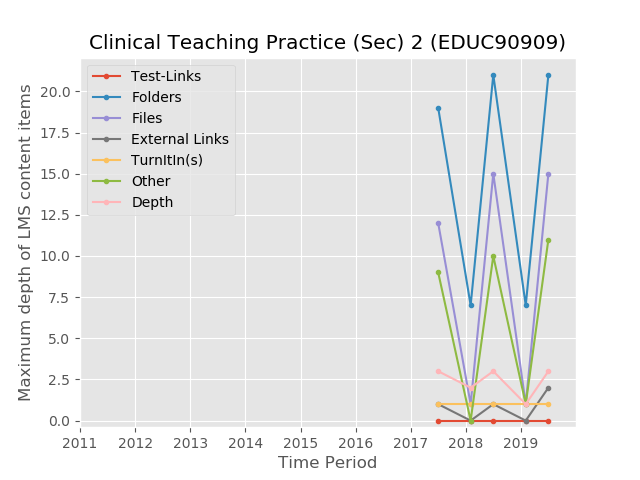 Clinical Teaching Practice (Sec) 2 (EDUC90909)
Maximum depth of LMS content items
20.0
17.5
15.0
12.5
10.0
7.5
5.0
2.5
0.0
Test-Links
Folders
Files
External Links
TurnItIn(s)
Other
Depth
2011 2012 2013 2014 2015 2016 2017 2018 2019
Time Period